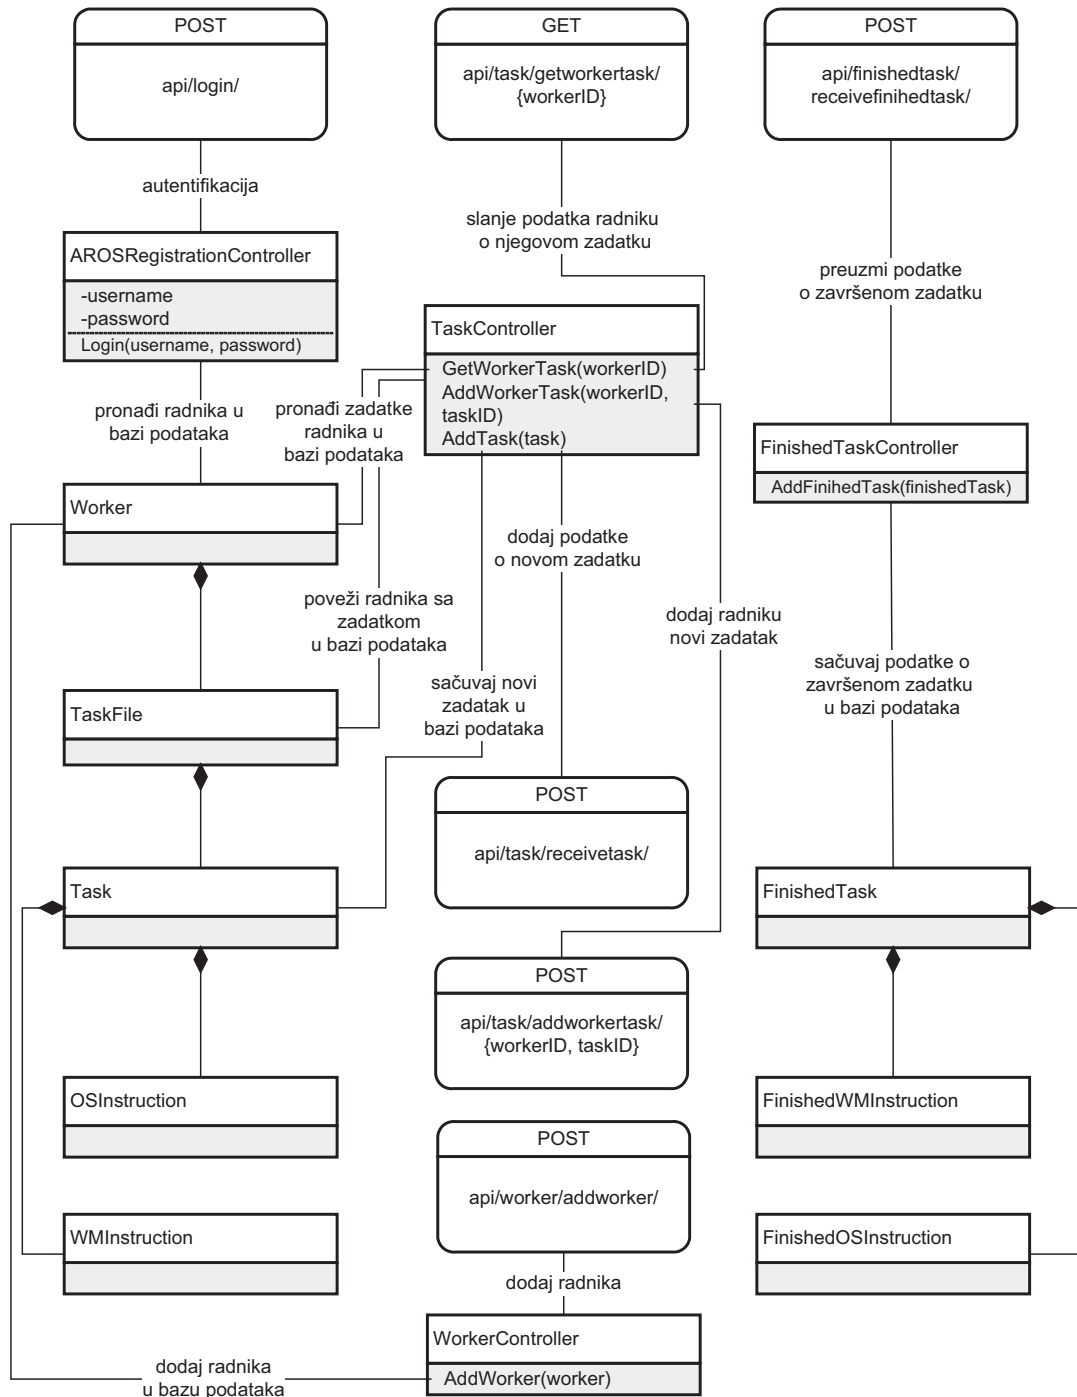 POST
api/login/
autentifikacija
AROSRegistrationController
-username
-password
Login(username, password)
pronađi radnika u
bazi podataka
Worker
TaskFile
Task
OSInstruction
WMInstruction
GET
api/task/getworkertask/
{workerID}
slanje podatka radniku
o njegovom zadatku
TaskController
GetWorkerTask(workerID)
AddWorkerTask(workerID,
taskID)
AddTask(task)
pronađi zadatke
radnika u
bazi podataka
poveži radnika sa
zadatkom
u bazi podataka
sačuvaj novi
zadatak u
bazi podataka
dodaj podatke
o novom zadatku
dodaj radniku
novi zadatak
POST
api/task/receivetask/
POST
api/task/addworkertask/
{workerID, taskID}
POST
api/worker/addworker/
dodaj radnika
WorkerController
AddWorker(worker)
dodaj radnika
u bazu podataka
POST
api/finishedtask/
receivefinihedtask/
preuzmi podatke
o završenom zadatku
FinishedTaskController
AddFinihedTask(finishedTask)
sačuvaj podatke o
završenom zadatku
u bazi podataka
FinishedTask
FinishedWMInstruction
FinishedOSInstruction